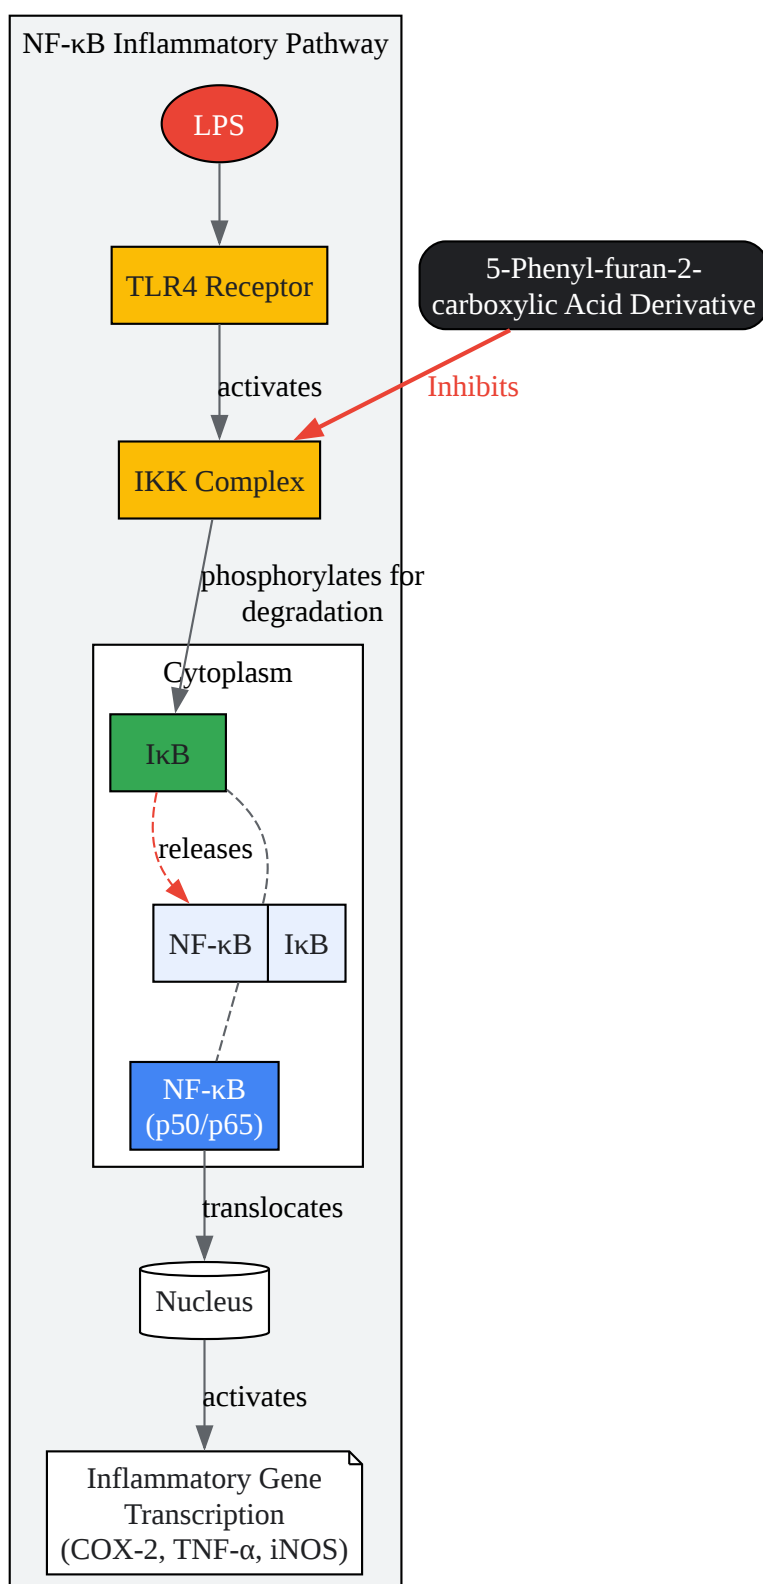 NF-κB Inflammatory Pathway
LPS
TLR4 Receptor
5-Phenyl-furan-2-
carboxylic Acid Derivative
activates
Inhibits
IKK Complex
phosphorylates for
degradation
Cytoplasm
IκB
releases
NF-κB
IκB
NF-κB
(p50/p65)
translocates
Nucleus
activates
Inflammatory Gene
Transcription
(COX-2, TNF-α, iNOS)